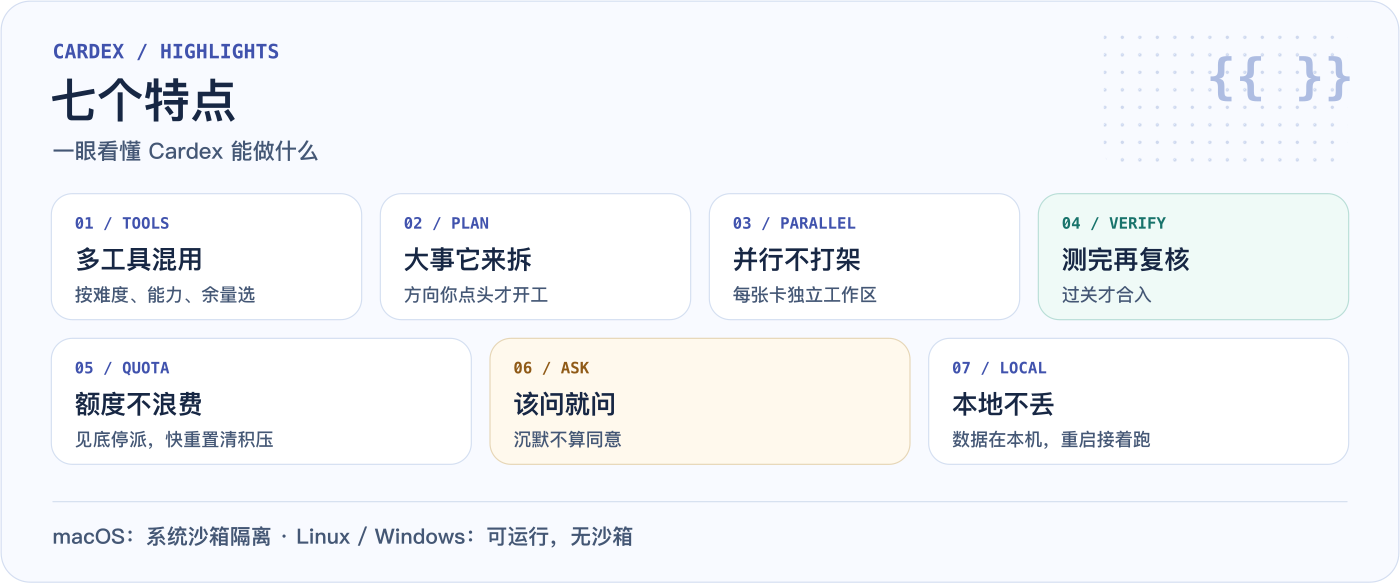 CARDEX / HIGHLIGHTS
七个特点
一眼看懂 Cardex 能做什么
{{ }}
01 / TOOLS
多工具混用
按难度、能力、余量选
02 / PLAN
大事它来拆
方向你点头才开工
03 / PARALLEL
并行不打架
每张卡独立工作区
04 / VERIFY
测完再复核
过关才合入
05 / QUOTA
额度不浪费
见底停派，快重置清积压
06 / ASK
该问就问
沉默不算同意
07 / LOCAL
本地不丢
数据在本机，重启接着跑
macOS：系统沙箱隔离 · Linux / Windows：可运行，无沙箱